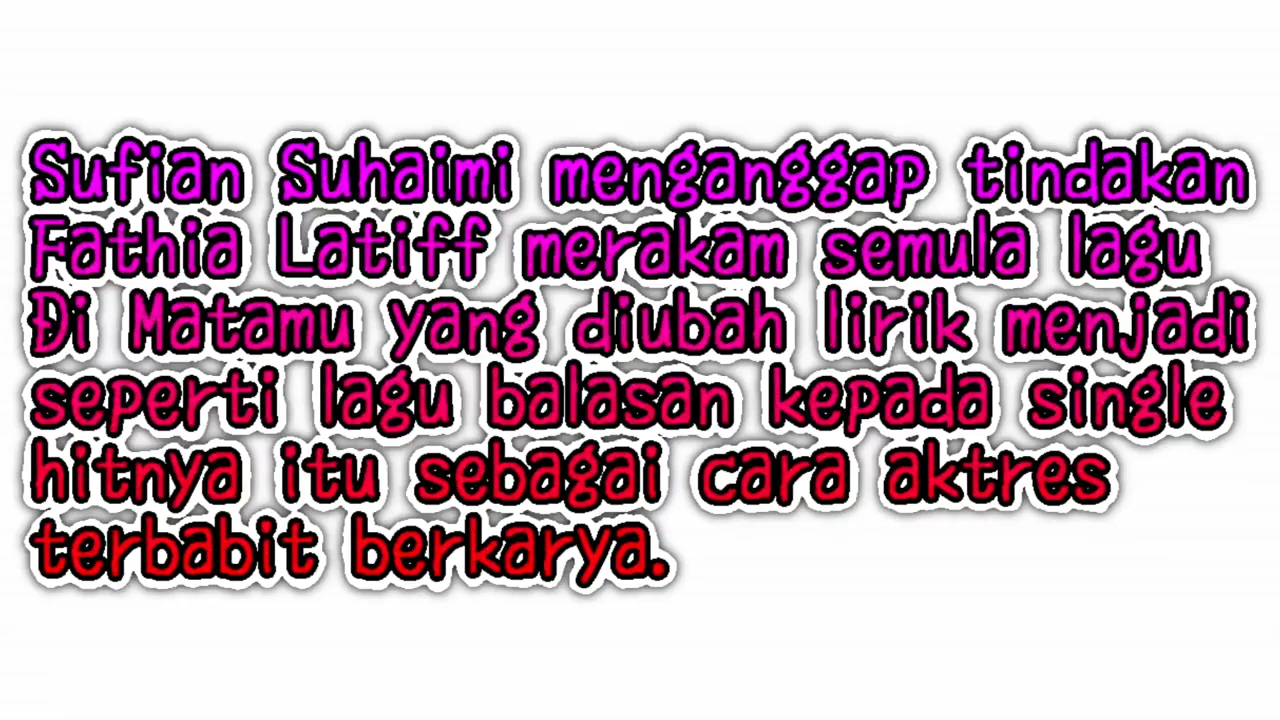 Sufian Suhaimi menganggap tindakan
Fathia Latiff merakam semula lagu
Di Matamu yang diubah lirik menjadi
seperti lagu balasan kepada single
hitnya itu sebagai cara aktres
terbabit berkarya.